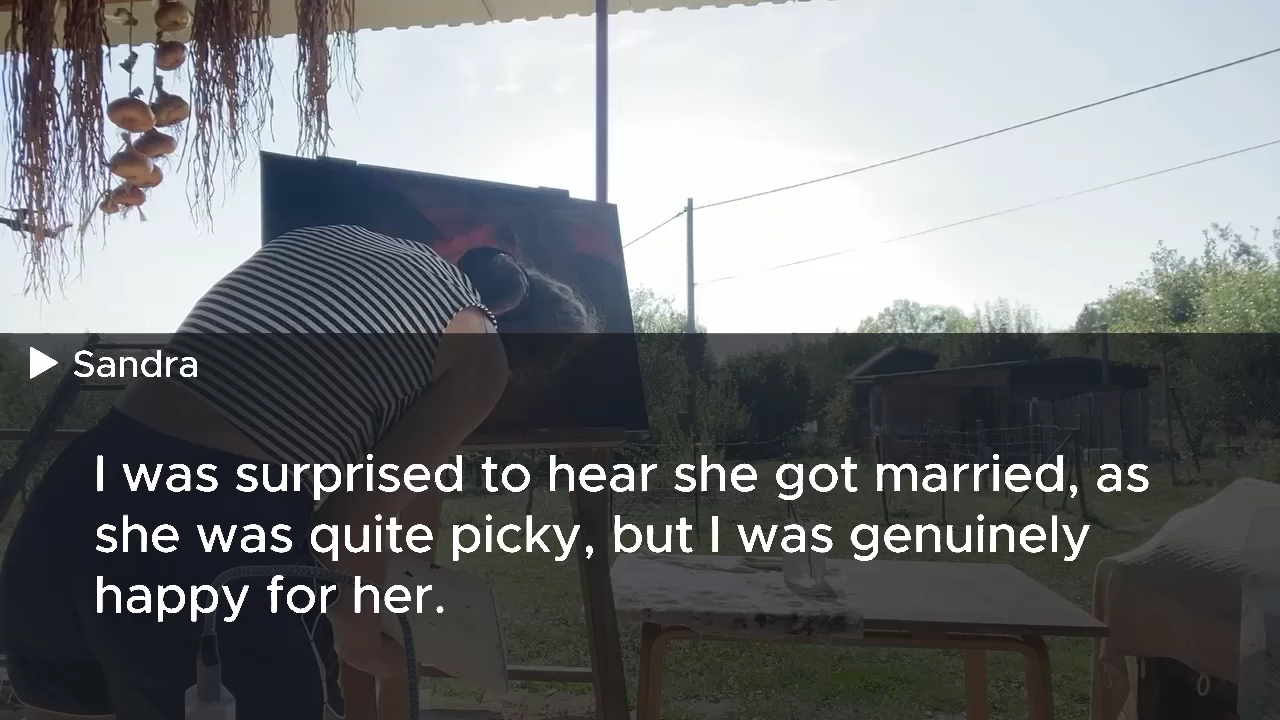 Sandra
I was surprised to hear she got married, as
she was quite picky, but I was genuinely
happy for her.